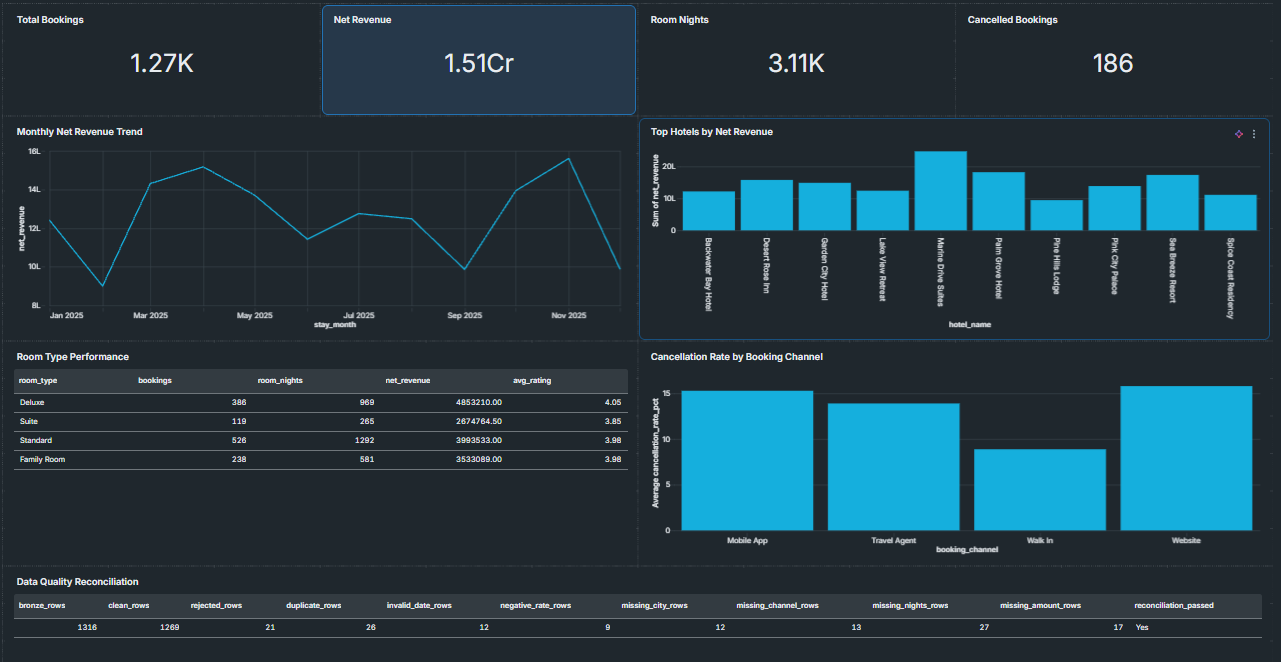 Total Bookings
1.27K
Net Revenue
1.51Cr
Room Nights
3.11K
Cancelled Bookings
186
Monthly Net Revenue Trend
net_revenue
16L
14L
12L
10L
8L
Jan 2025 Mar 2025 May 2025 Jul 2025 Sep 2025 Nov 2025
stay_month
Top Hotels by Net Revenue
Sum of net_revenue
20L
10L
0
Backwater Bay Hotel
Desert Rose Inn
Garden City Hotel
Lake View Retreat
Marine Drive Suites
Palm Grove Hotel
Pine Hills Lodge
Pink City Palace
Sea Breeze Resort
Spice Coast Residency
hotel_name
Room Type Performance
room_type bookings room_nights net_revenue avg_rating
Deluxe 386 969 4853210.00 4.05
Suite 119 265 2674764.50 3.85
Standard 526 1292 3993533.00 3.98
Family Room 238 581 3533089.00 3.98
Cancellation Rate by Booking Channel
Average cancellation_rate_pct
15
10
5
0
Mobile App Travel Agent Walk In Website
booking_channel
Data Quality Reconciliation
bronze_rows clean_rows rejected_rows duplicate_rows invalid_date_rows negative_rate_rows missing_city_rows missing_channel_rows missing_nights_rows missing_amount_rows reconciliation_passed
1316 1269 21 26 12 9 12 13 27 17 Yes